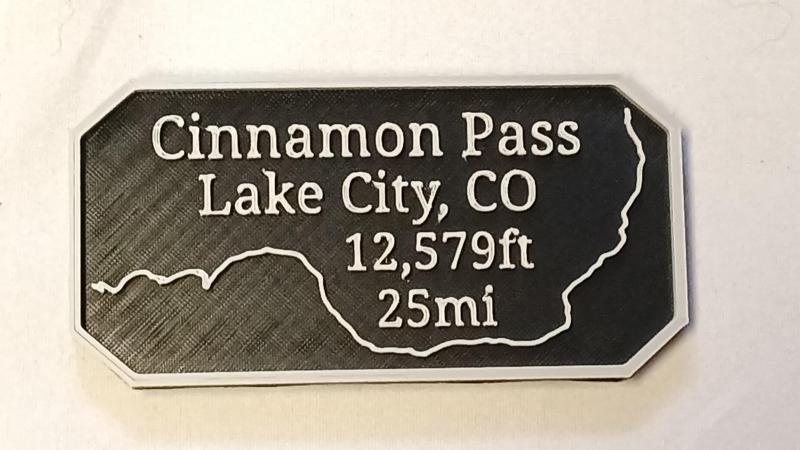 Cinnamon Pass
Lake City, CO
12,579ft
25mi